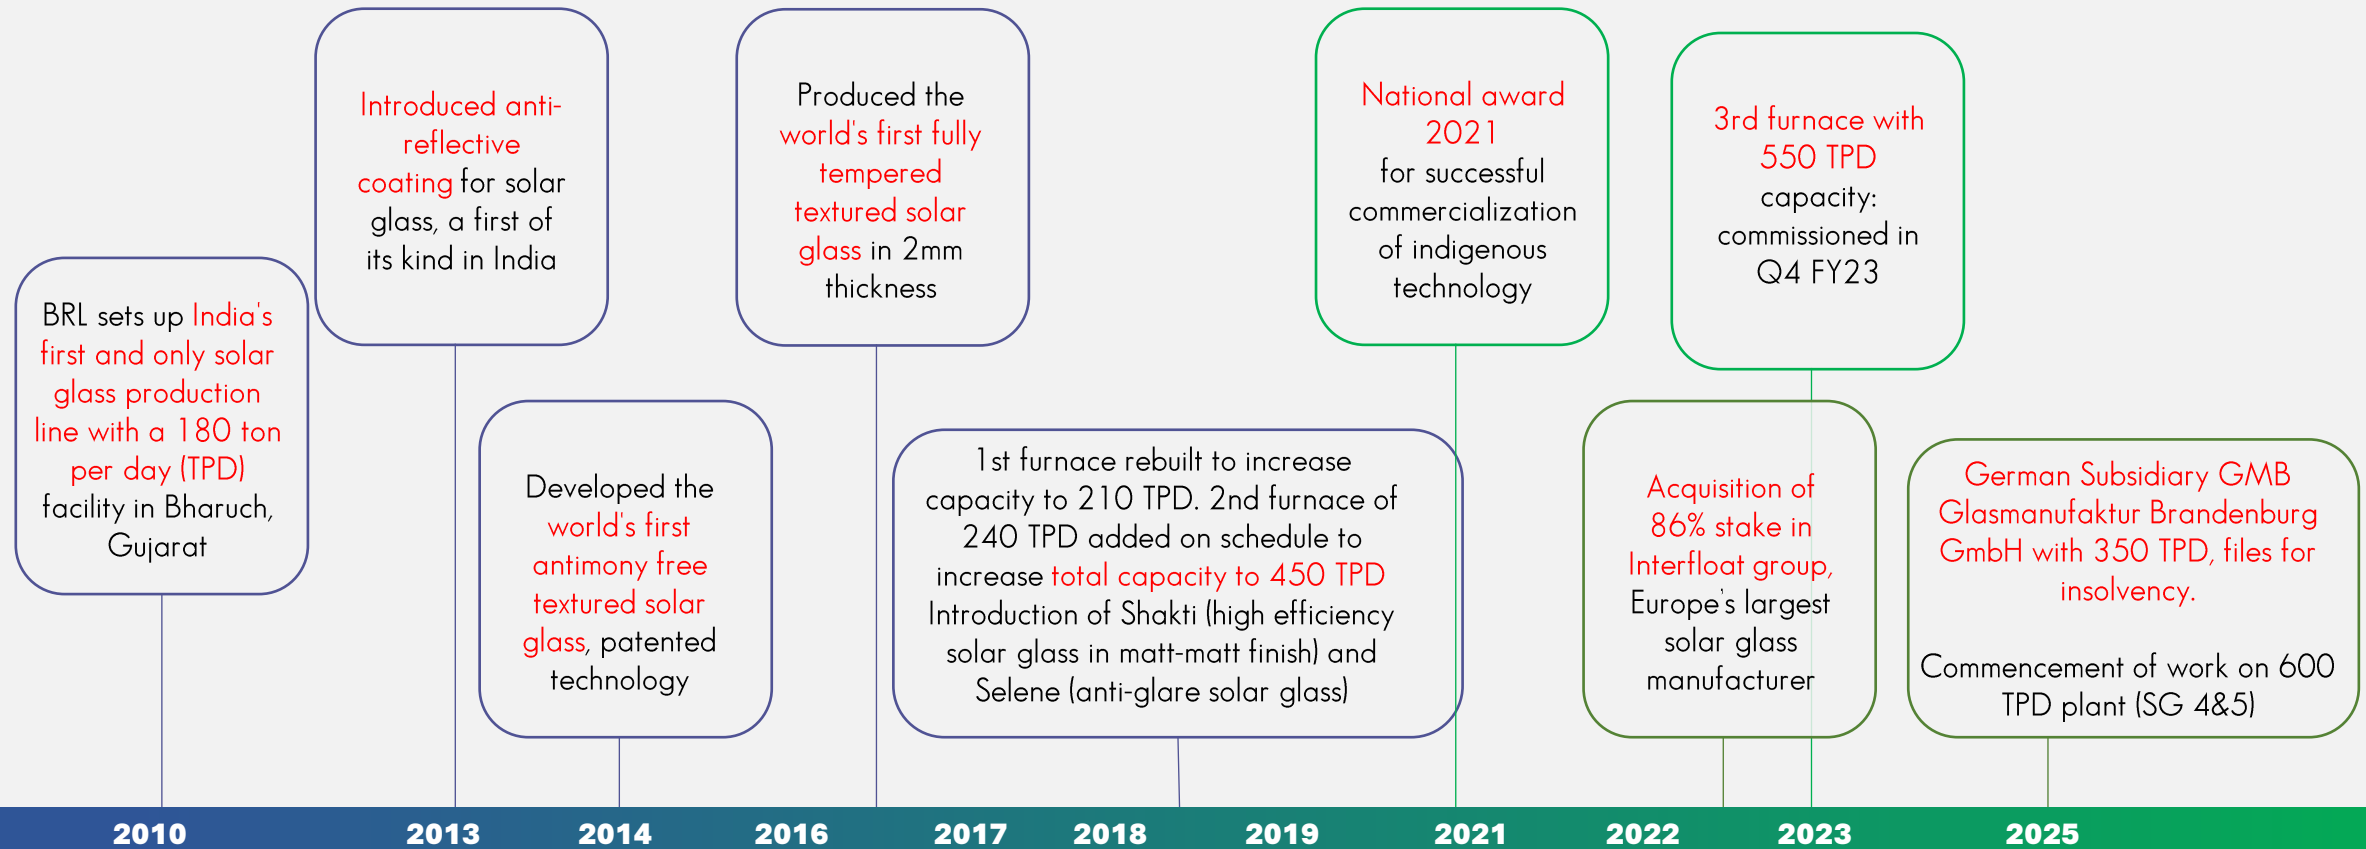 BRL sets up India's
first and only solar
glass production
line with a 180 ton
per day (TPD)
facility in Bharuch,
Gujarat
Introduced anti-
reflective
coating for solar
glass, a first of
its kind in India
Developed the
world's first
antimony free
textured solar
glass, patented
technology
Produced the
world's first fully
tempered
textured solar
glass in 2mm
thickness
1st furnace rebuilt to increase
capacity to 210 TPD. 2nd furnace of
240 TPD added on schedule to
increase total capacity to 450 TPD
Introduction of Shakti (high efficiency
solar glass in matt-matt finish) and
Selene (anti-glare solar glass)
National award
2021
for successful
commercialization
of indigenous
technology
Acquisition of
86% stake in
Interfloat group,
Europe's largest
solar glass
manufacturer
3rd furnace with
550 TPD
capacity:
commissioned in
Q4 FY23
German Subsidiary GMB
Glasmanufaktur Brandenburg
GmbH with 350 TPD, files for
insolvency.
Commencement of work on 600
TPD plant (SG 4&5)
2010 2013 2014 2016 2017 2018 2019 2021 2022 2023 2025